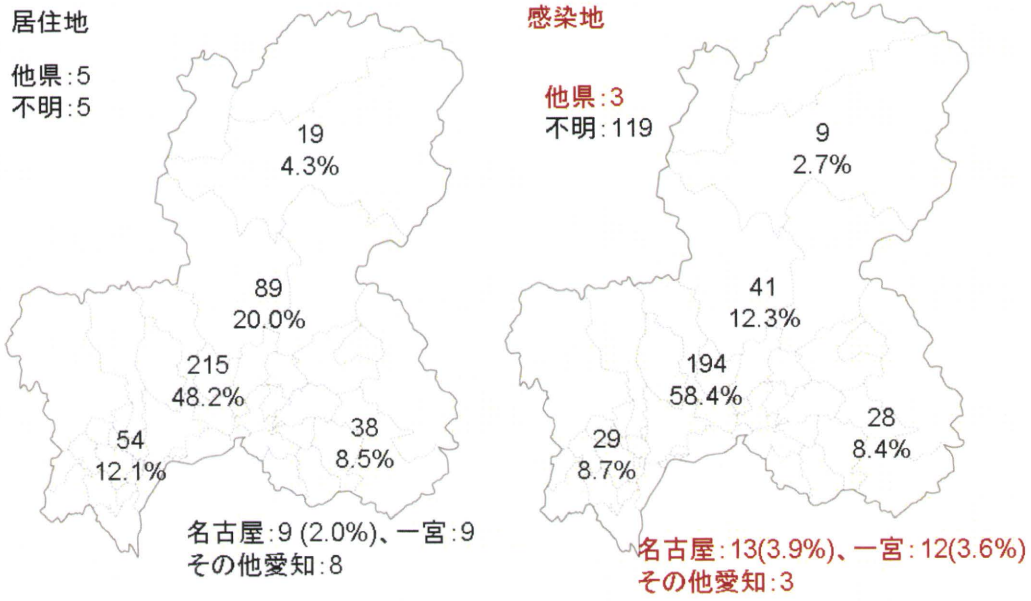 居住地
他県:5
不明:5
19
4.3%
89
20.0%
215
48.2%
38
8.5%
54
12.1%
名古屋:9 (2.0%)、一宮:9
その他愛知:8
感染地
他県:3
不明:119
9
2.7%
41
12.3%
194
58.4%
28
8.4%
29
8.7%
名古屋:13(3.9%)、一宮:12(3.6%)
その他愛知:3